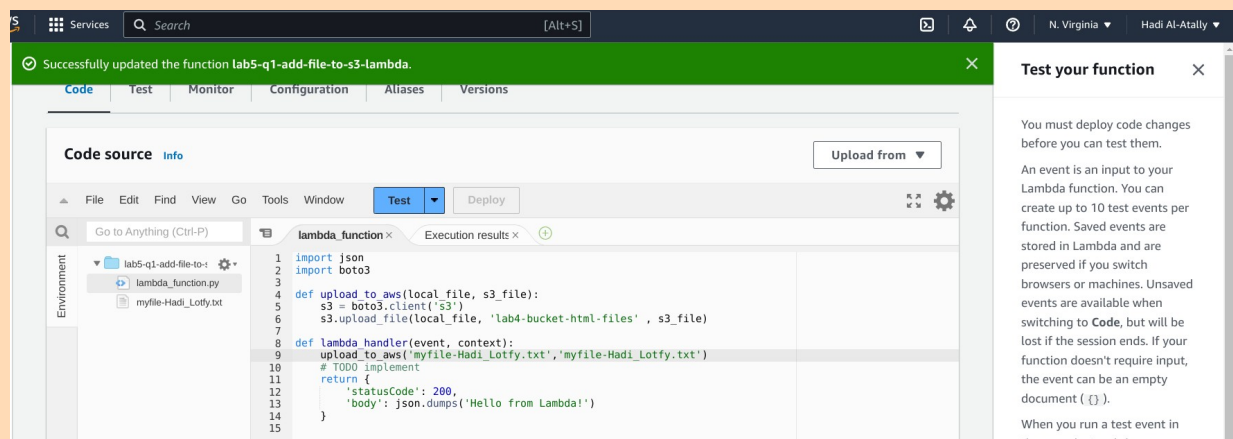 Services
Search
[Alt+S]
N. Virginia ▼
Hadi Al-Atally ▼
Successfully updated the function lab5-q1-add-file-to-s3-lambda.
Code Test Monitor Configuration Aliases Versions
Code source Info
Upload from ▼
File Edit Find View Go Tools Window Test Deploy
Go to Anything (Ctrl-P)
lambda_function × Execution results ×
Environment
lab5-q1-add-file-to-s
lambda_function.py
myfile-Hadi_Lotfy.txt
1 import json
2 import boto3
3
4 def upload_to_aws(local_file, s3_file):
5     s3 = boto3.client('s3')
6     s3.upload_file(local_file, 'lab4-bucket-html-files' , s3_file)
7
8 def lambda_handler(event, context):
9     upload_to_aws('myfile-Hadi_Lotfy.txt','myfile-Hadi_Lotfy.txt')
10     # TODO implement
11     return {
12         'statusCode': 200,
13         'body': json.dumps('Hello from Lambda!')
14     }
15
Test your function
You must deploy code changes
before you can test them.
An event is an input to your
Lambda function. You can
create up to 10 test events per
function. Saved events are
stored in Lambda and are
preserved if you switch
browsers or machines. Unsaved
events are available when
switching to Code, but will be
lost if the session ends. If your
function doesn't require input,
the event can be an empty
document ( {} ).
When you run a test event in